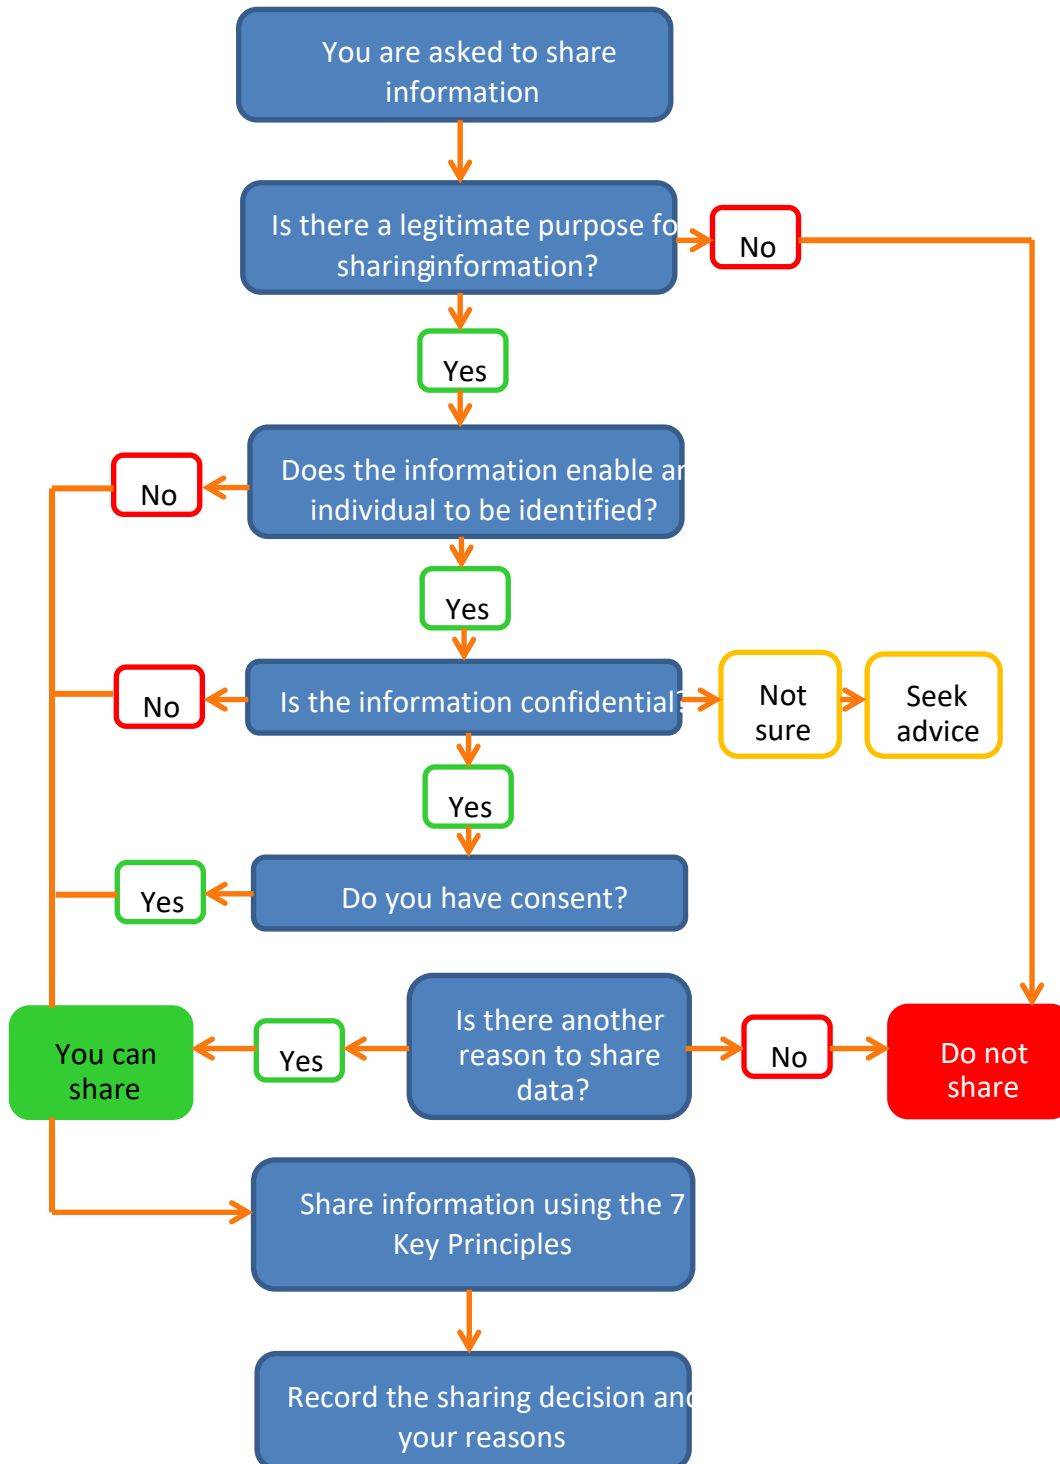 You are asked to share
information
Is there a legitimate purpose fo
sharinginformation?
No
Yes
Does the information enable an
individual to be identified?
No
Yes
Is the information confidential?
No
Not
sure
Seek
advice
Yes
Do you have consent?
Yes
Is there another
reason to share
data?
Yes
No
You can
share
Do not
share
Share information using the 7
Key Principles
Record the sharing decision and
your reasons